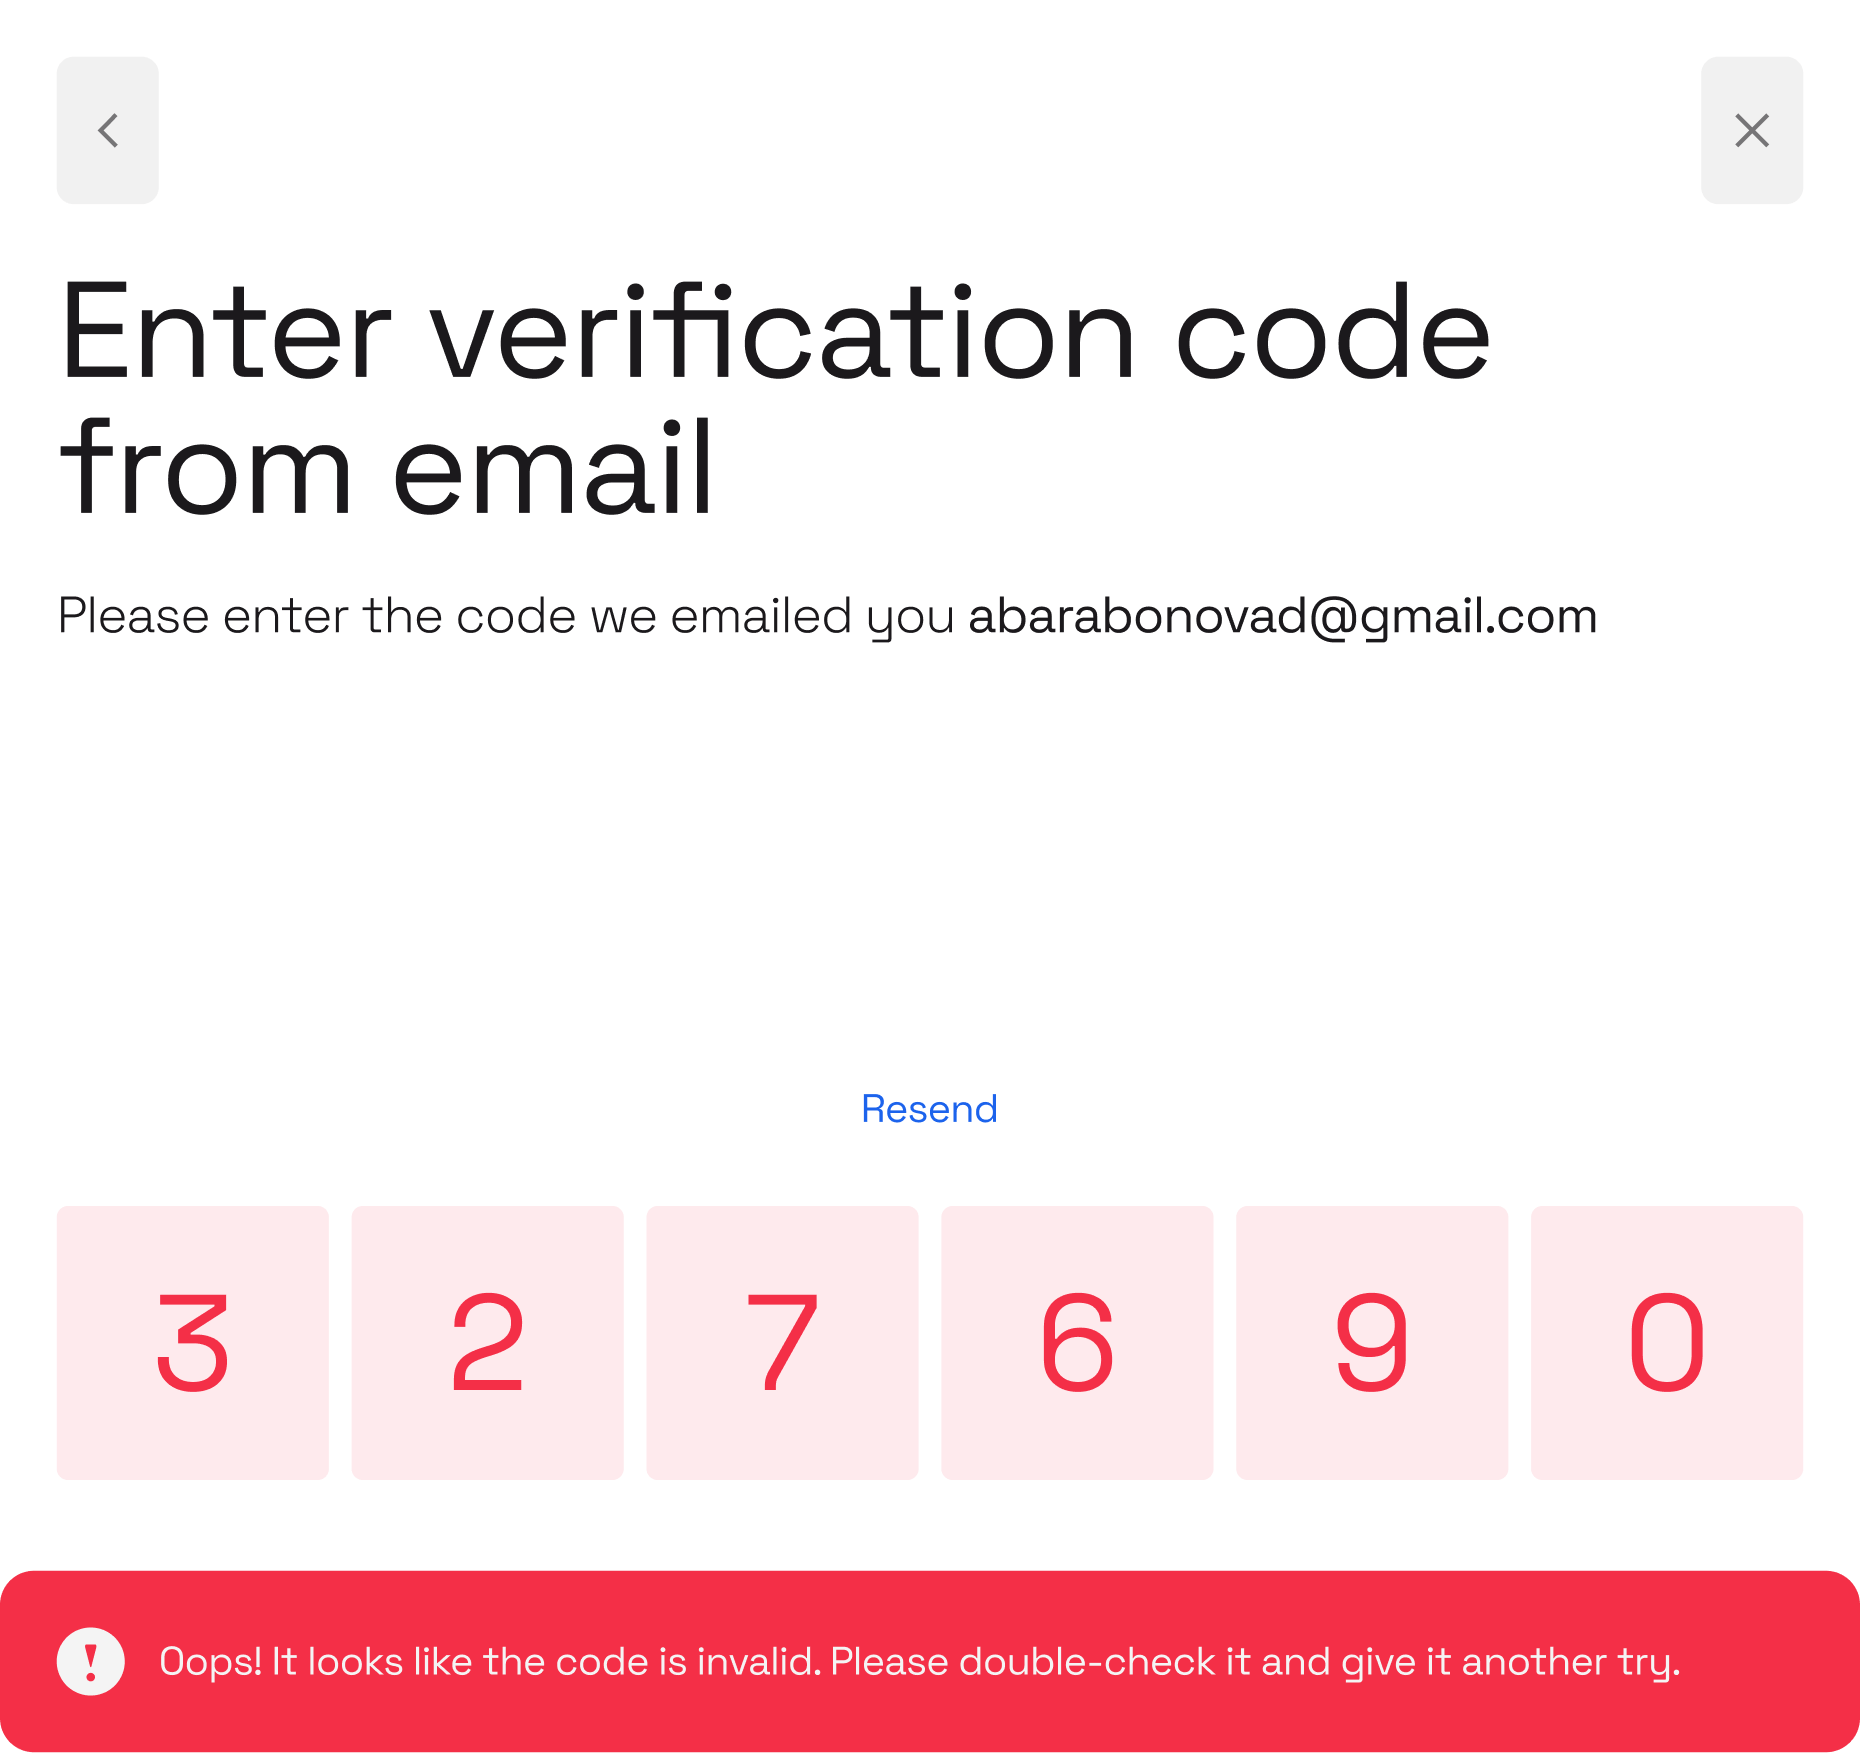 Enter verification code
from email
Please enter the code we emailed you abarabonovad@gmail.com
Resend
3 2 7 6 9 0
! Oops! It looks like the code is invalid. Please double-check it and give it another try.